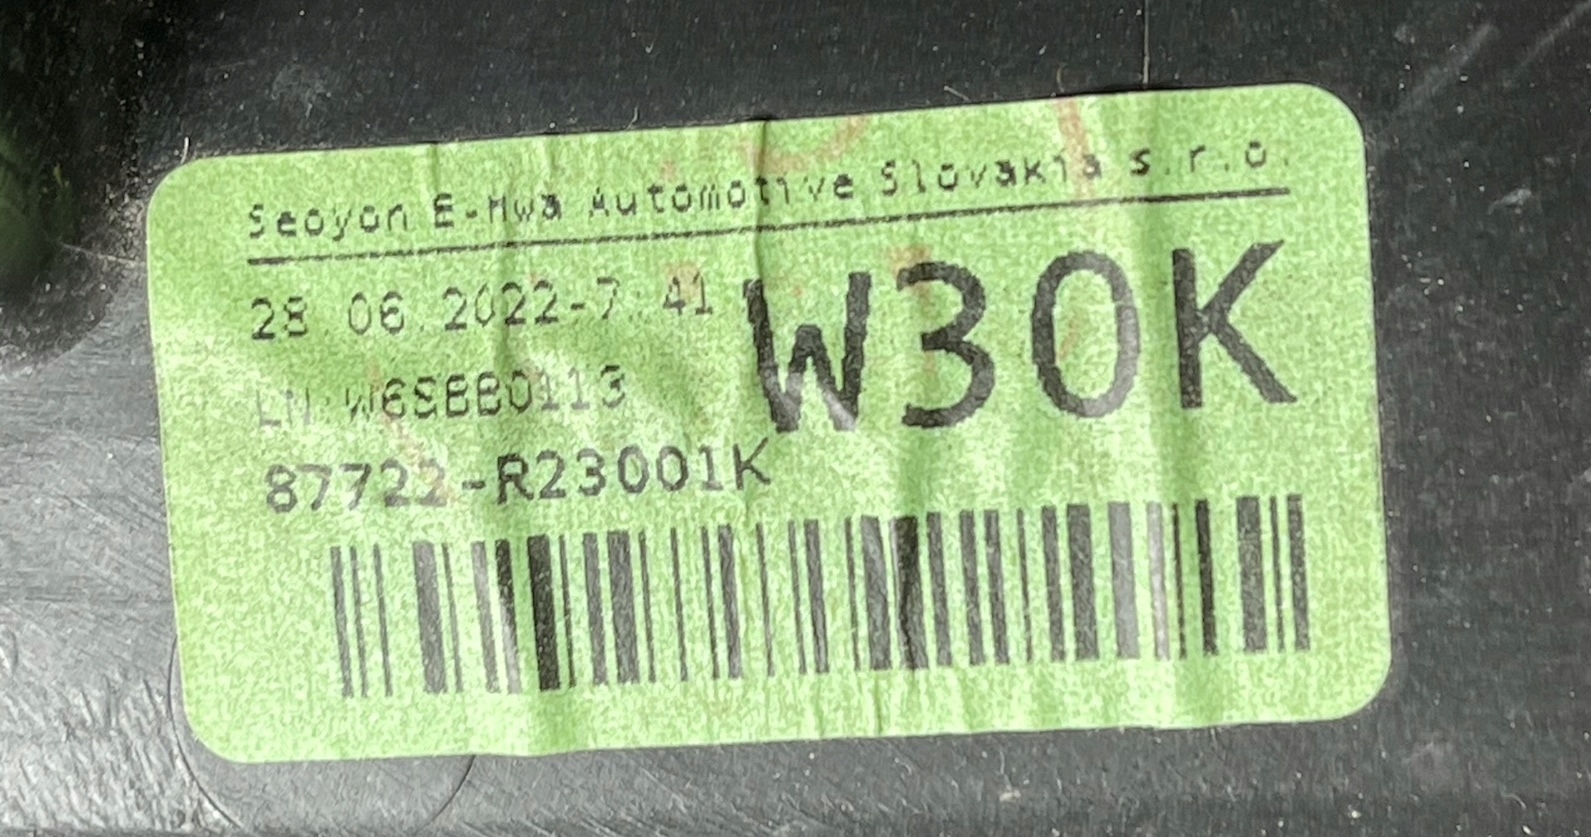 Seoyon E-Hwa Automotive Slovakia s.r.o.
28.06.2022-7:41
W30K
87722-R23001K